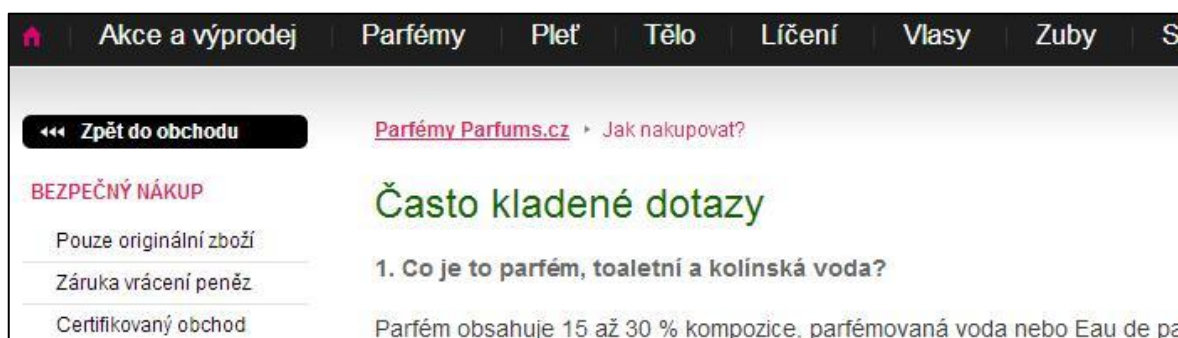 Akce a výprodej Parfémy Pleť Tělo Líčení Vlasy Zuby
Zpět do obchodu
Parfémy Parfums.cz ‣ Jak nakupovat?
BEZPEČNÝ NÁKUP
Pouze originální zboží
Záruka vrácení peněz
Certifikovaný obchod
Často kladené dotazy
1. Co je to parfém, toaletní a kolínská voda?
Parfém obsahuje 15 až 30 % kompozice, parfémovaná voda nebo Eau de